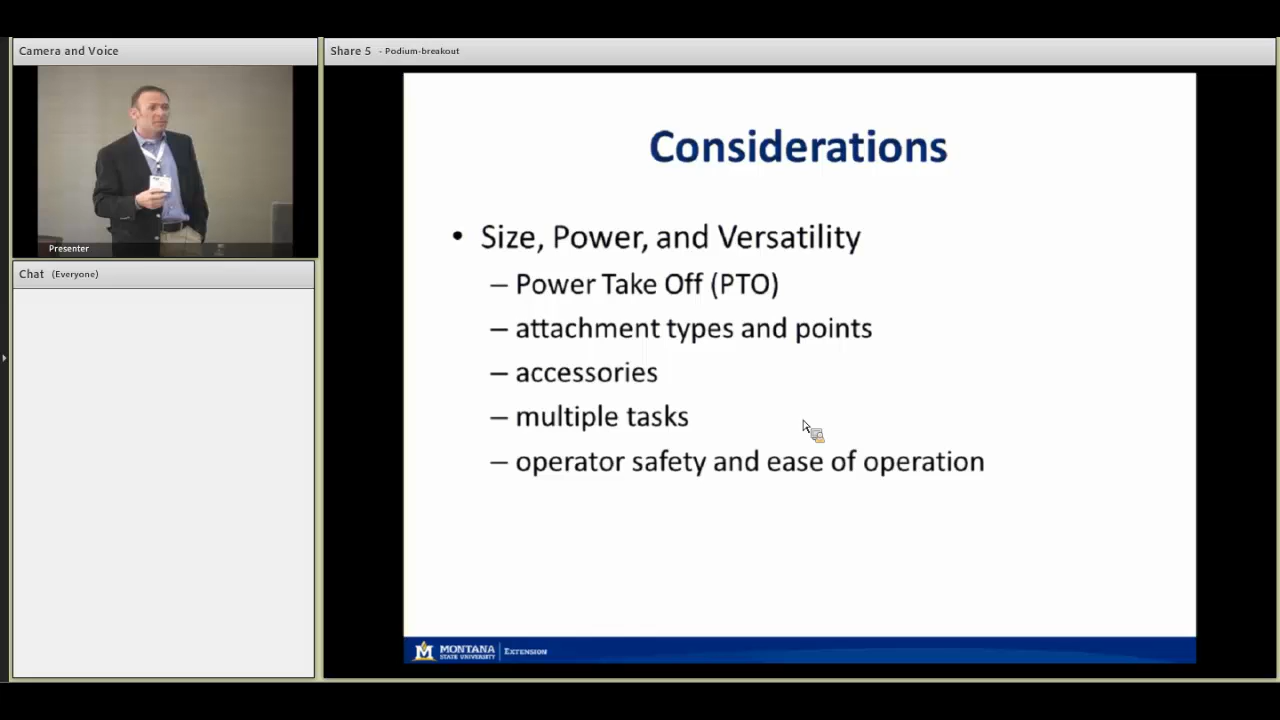 Camera and Voice
Presenter
Chat (Everyone)
Share 5 - Podium-breakout
Considerations
• Size, Power, and Versatility
– Power Take Off (PTO)
– attachment types and points
– accessories
– multiple tasks
– operator safety and ease of operation
M MONTANA STATE UNIVERSITY | EXTENSION